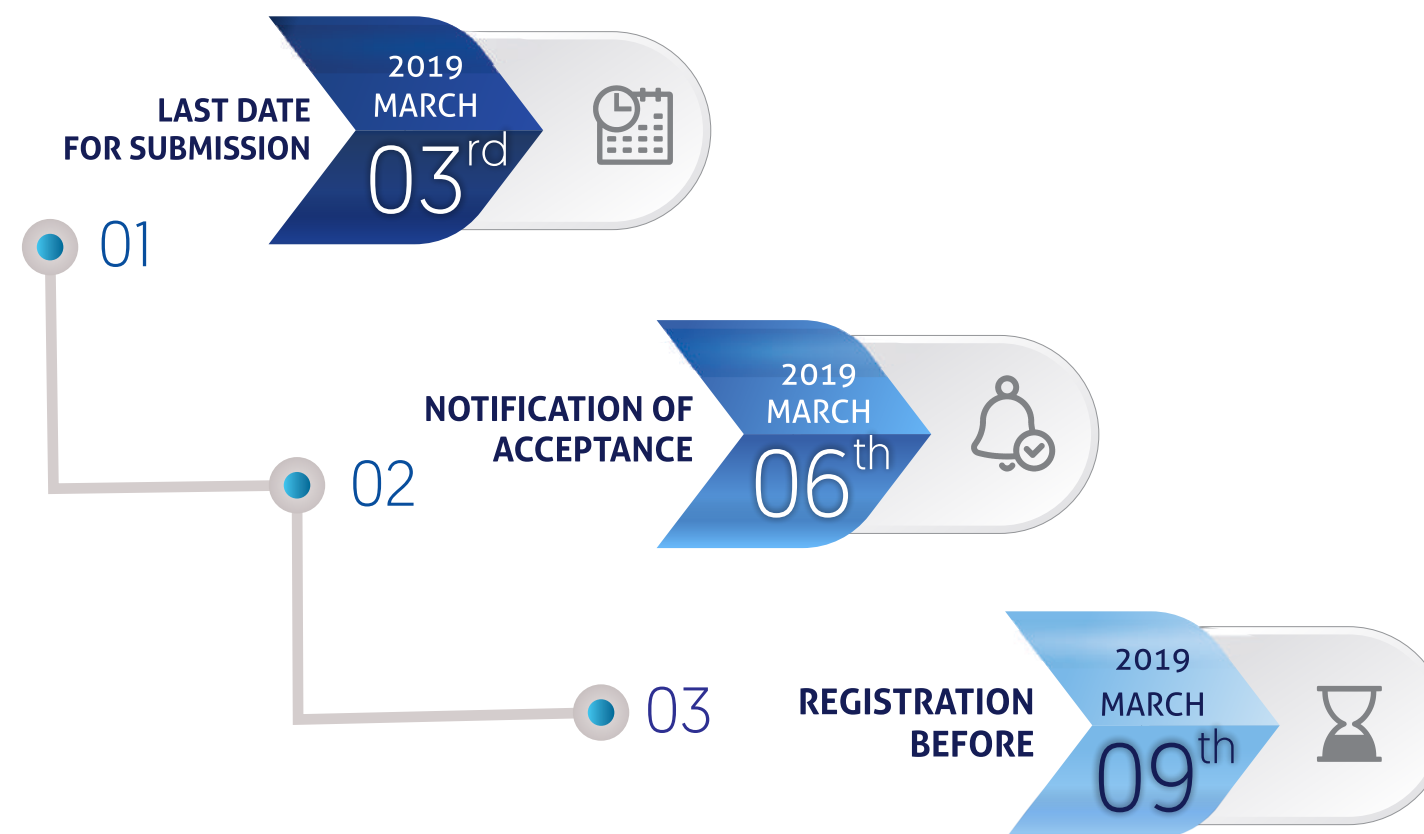 LAST DATE
FOR SUBMISSION
2019
MARCH
03rd
01
NOTIFICATION OF
ACCEPTANCE
2019
MARCH
06th
02
REGISTRATION
BEFORE
2019
MARCH
09th
03